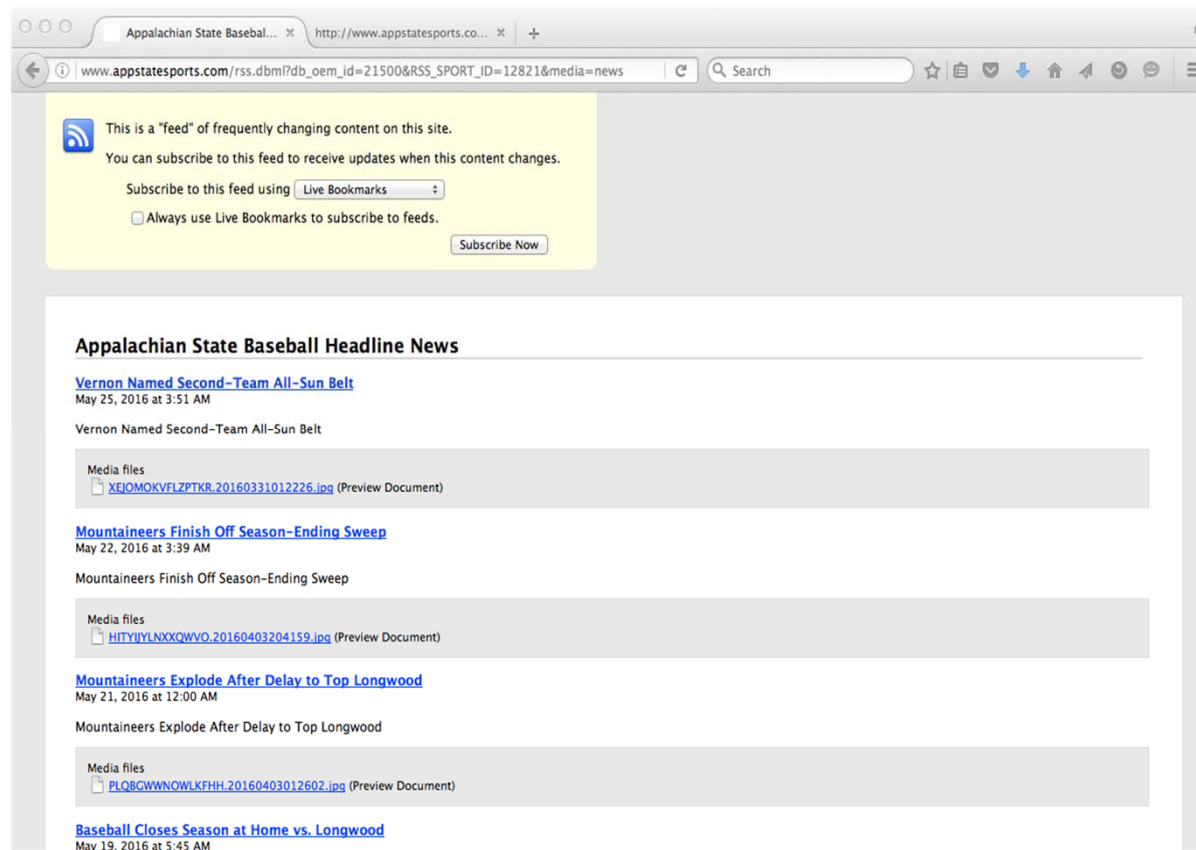 Appalachian State Basebal... ×
http://www.appstatesports.co... ×
www.appstatesports.com/rss.dbml?db_oem_id=21500&RSS_SPORT_ID=12821&media=news
Search
This is a "feed" of frequently changing content on this site.
You can subscribe to this feed to receive updates when this content changes.
Subscribe to this feed using Live Bookmarks
Always use Live Bookmarks to subscribe to feeds.
Subscribe Now
Appalachian State Baseball Headline News
Vernon Named Second-Team All-Sun Belt
May 25, 2016 at 3:51 AM
Vernon Named Second-Team All-Sun Belt
Media files
XEJOMOKVFLZPTKR.20160331012226.jpg (Preview Document)
Mountaineers Finish Off Season-Ending Sweep
May 22, 2016 at 3:39 AM
Mountaineers Finish Off Season-Ending Sweep
Media files
HITYIJYLNXXQWVO.20160403204159.jpg (Preview Document)
Mountaineers Explode After Delay to Top Longwood
May 21, 2016 at 12:00 AM
Mountaineers Explode After Delay to Top Longwood
Media files
PLQBGWWNOWLKFHH.20160403012602.jpg (Preview Document)
Baseball Closes Season at Home vs. Longwood
May 19, 2016 at 5:45 AM